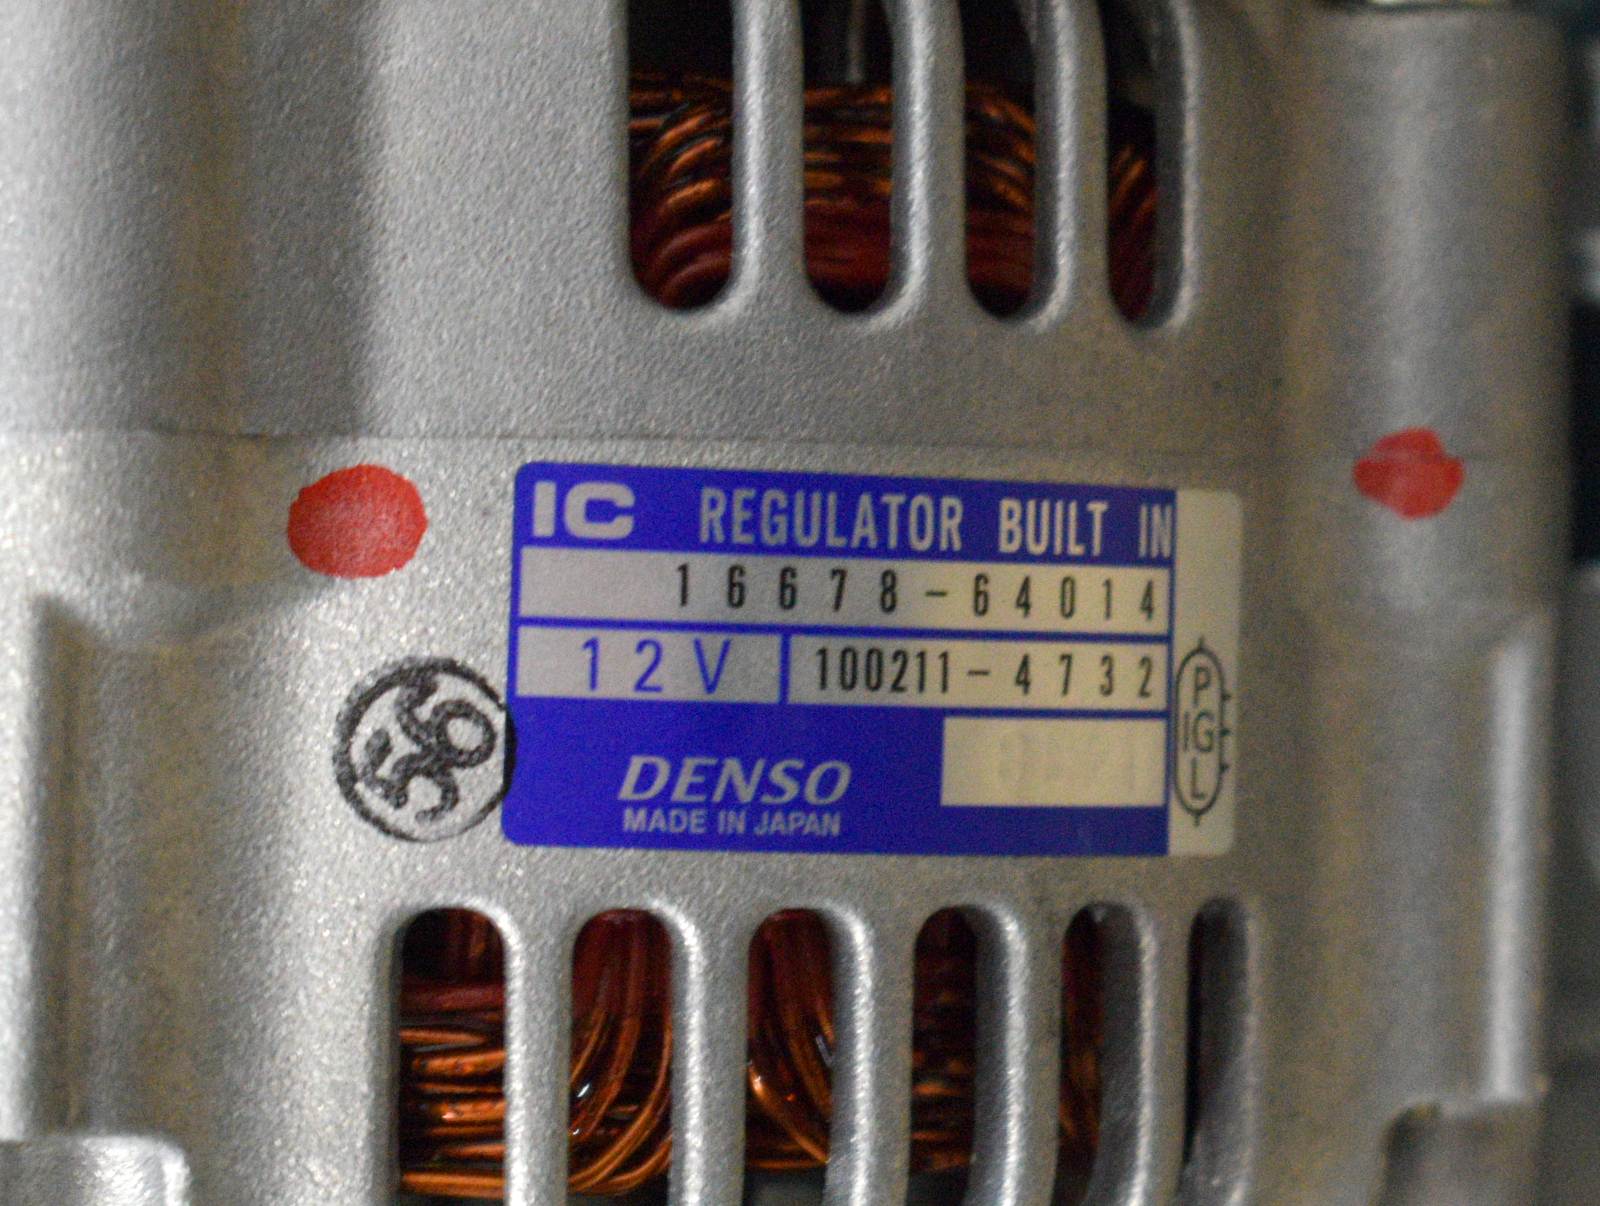 IC REGULATOR BUILT IN
16678-64014
12V 100211-4732
DENSO
MADE IN JAPAN
P
IG
L